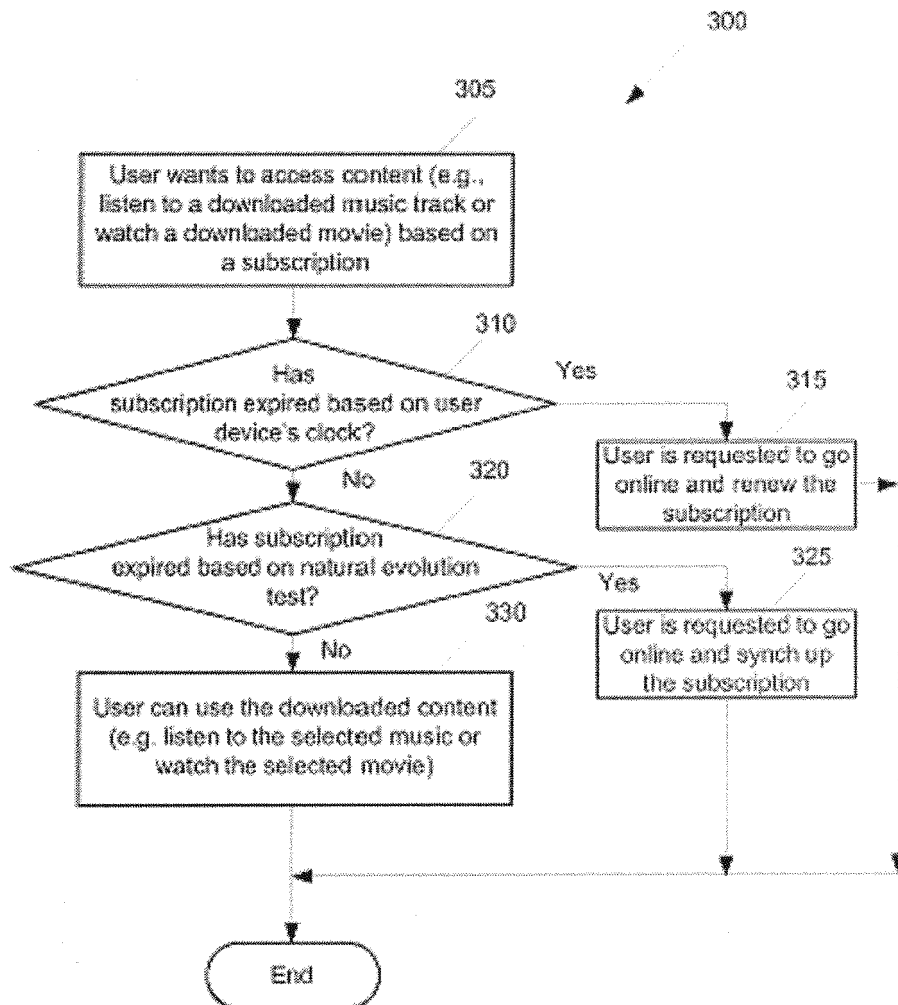 300
305
User wants to access content (e.g.,
listen to a downloaded music track or
watch a downloaded movie) based on
a subscription
310
Has
subscription expired based on user
device's clock?
Yes
315
User is requested to go
online and renew the
subscription
No
320
Has subscription
expired based on natural evolution
test?
Yes
325
User is requested to go
online and synch up
the subscription
No
330
User can use the downloaded content
(e.g. listen to the selected music or
watch the selected movie)
End